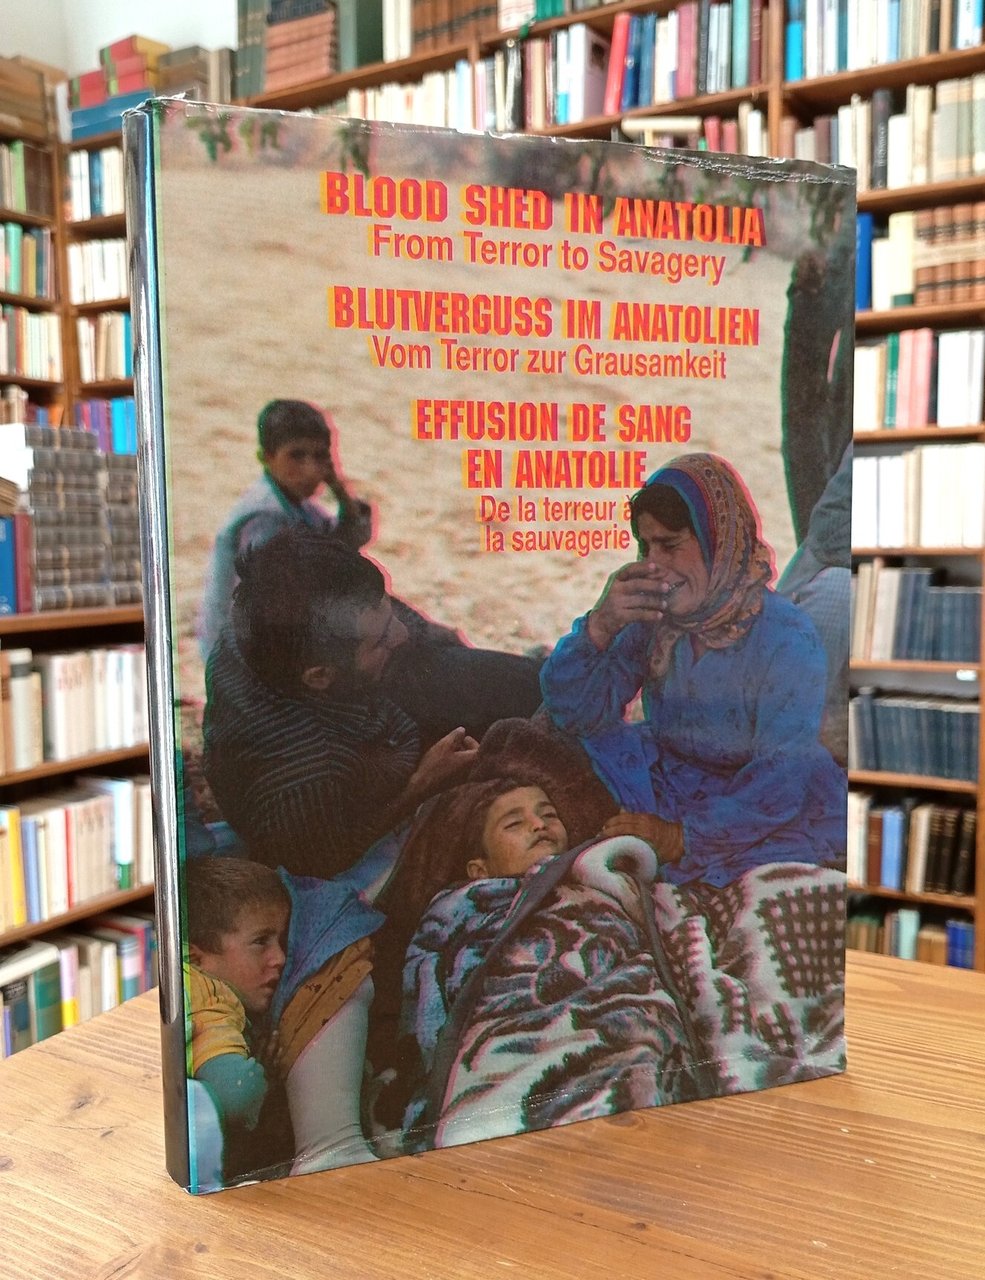 BLOOD SHED IN ANATOLIA
From Terror to Savagery
BLUTVERGUSS IM ANATOLIEN
Vom Terror zur Grausamkeit
EFFUSION DE SANG
EN ANATOLIE
De la terreur à
la sauvagerie